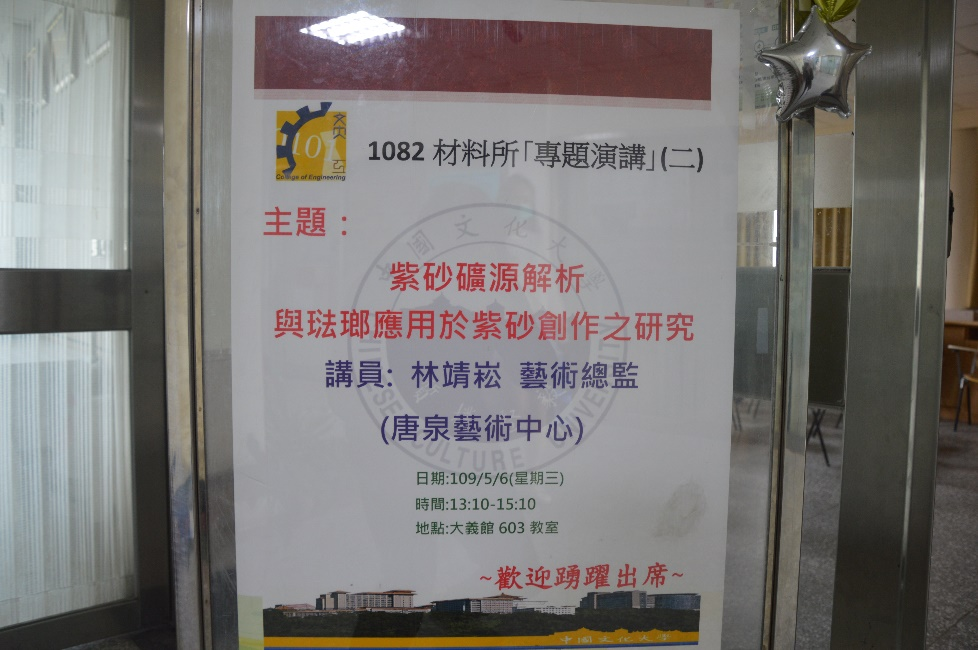 College of Engineering
1082 材料所「專題演講」(二)
主題：
紫砂礦源解析
與琺瑯應用於紫砂創作之研究
講員: 林靖崧 藝術總監
(唐泉藝術中心)
日期:109/5/6(星期三)
時間:13:10-15:10
地點:大義館 603 教室
~歡迎踴躍出席~
中國文化大學